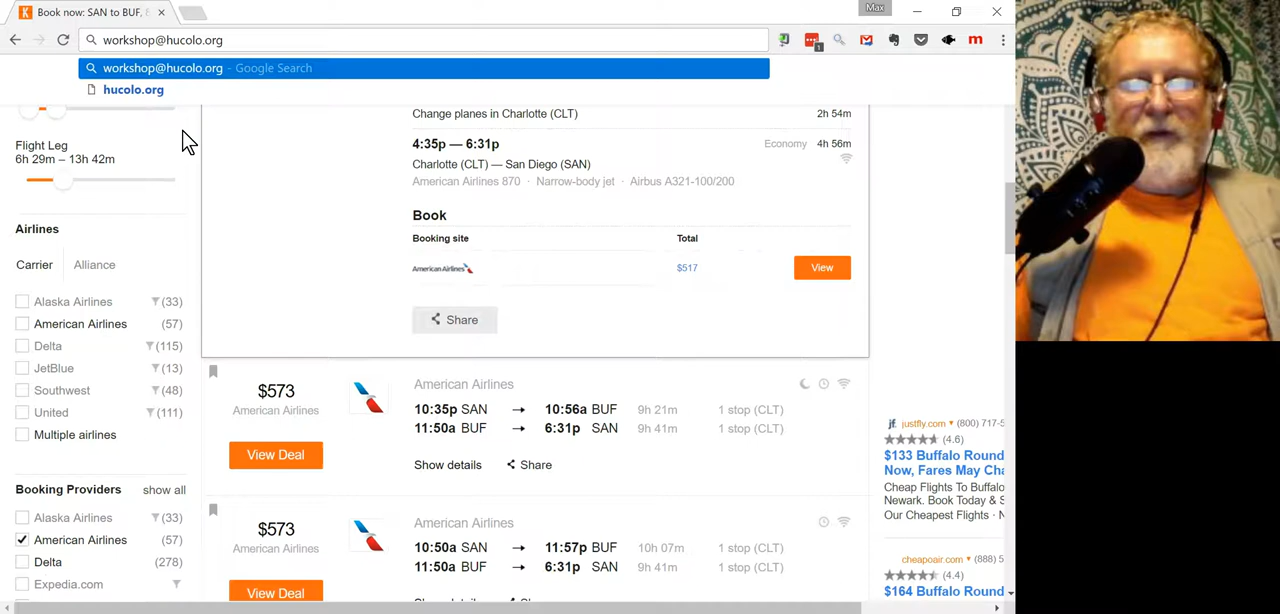 Book now: SAN to BUF, 8
Max
workshop@hucolo.org
workshop@hucolo.org - Google Search
hucolo.org
1
m
Flight Leg
6h 29m – 13h 42m
Airlines
Carrier Alliance
Alaska Airlines (33)
American Airlines (57)
Delta (115)
JetBlue (13)
Southwest (48)
United (111)
Multiple airlines
Booking Providers show all
Alaska Airlines (33)
American Airlines (57)
Delta (278)
Expedia.com
Change planes in Charlotte (CLT) 2h 54m
4:35p — 6:31p Economy 4h 56m
Charlotte (CLT) — San Diego (SAN)
American Airlines 870 · Narrow-body jet · Airbus A321-100/200
Book
Booking site Total
American Airlines $517 View
Share
$573
American Airlines
View Deal
American Airlines
10:35p SAN → 10:56a BUF 9h 21m 1 stop (CLT)
11:50a BUF → 6:31p SAN 9h 41m 1 stop (CLT)
Show details Share
$573
American Airlines
View Deal
American Airlines
10:50a SAN → 11:57p BUF 10h 07m 1 stop (CLT)
11:50a BUF → 6:31p SAN 9h 41m 1 stop (CLT)
jf. justfly.com (800) 717-5
(4.6)
$133 Buffalo Round
Now, Fares May Cha
Cheap Flights To Buffalo
Newark. Book Today & S
Our Cheapest Flights · N
cheapoair.com (888) 5
(4.4)
$164 Buffalo Round